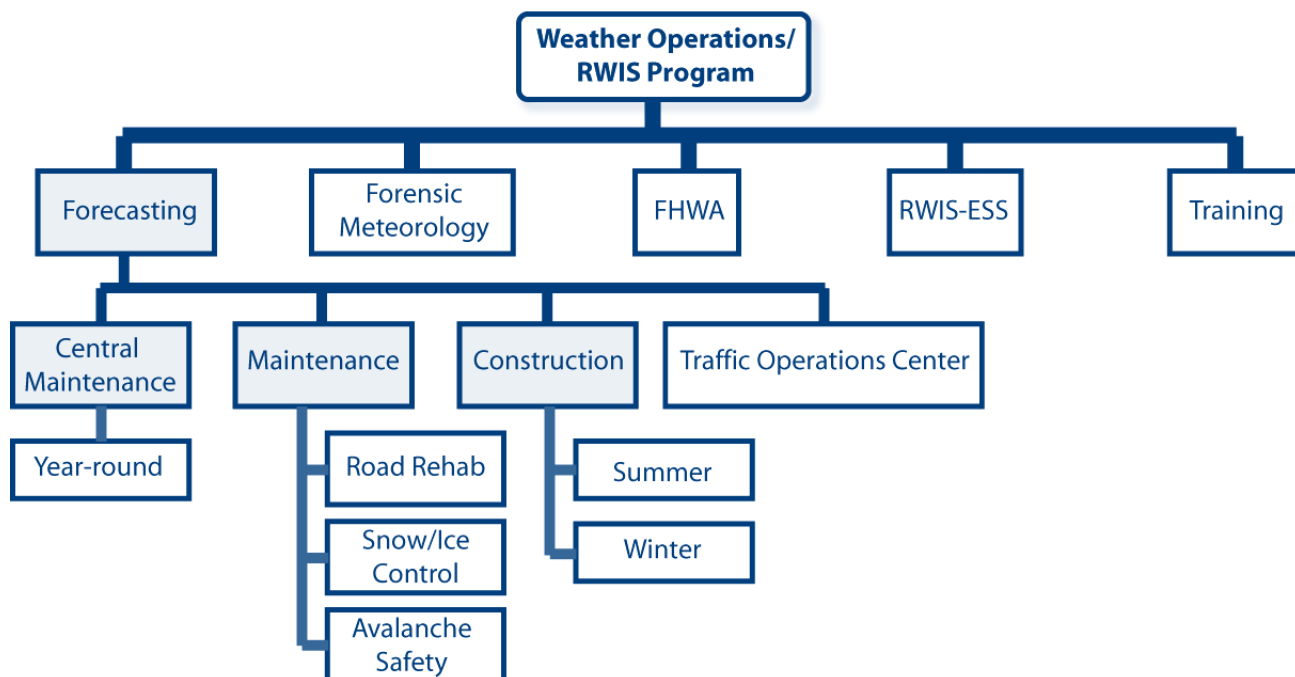 Weather Operations/
RWIS Program
Forecasting
Forensic
Meteorology
FHWA
RWIS-ESS
Training
Central
Maintenance
Maintenance
Construction
Traffic Operations Center
Year-round
Road Rehab
Snow/Ice
Control
Avalanche
Safety
Summer
Winter